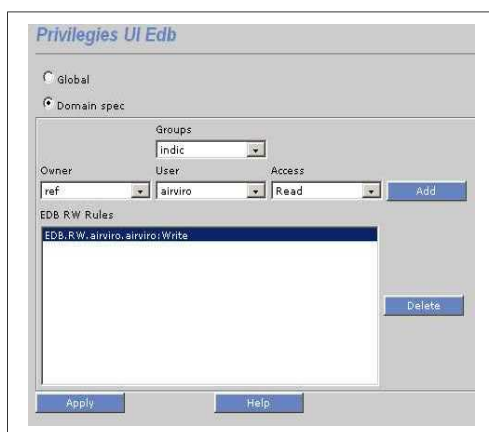 Privilegies UI Edb
Global
Domain spec
Groups
indic
Owner User Access
ref airviro Read Add
EDB RW Rules
EDB.RW.airviro.airviro:Write
Delete
Apply Help